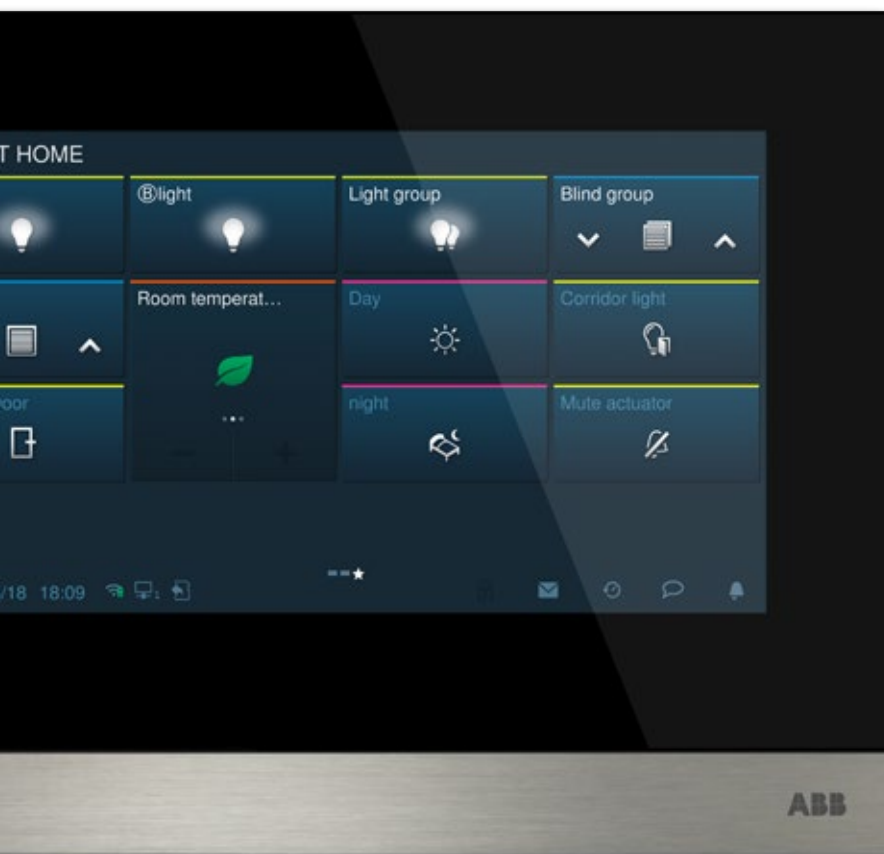 T HOME
Ⓑlight
Light group
Blind group
Room temperat...
Day
Corridor light
oor
night
Mute actuator
/18 18:09
ABB